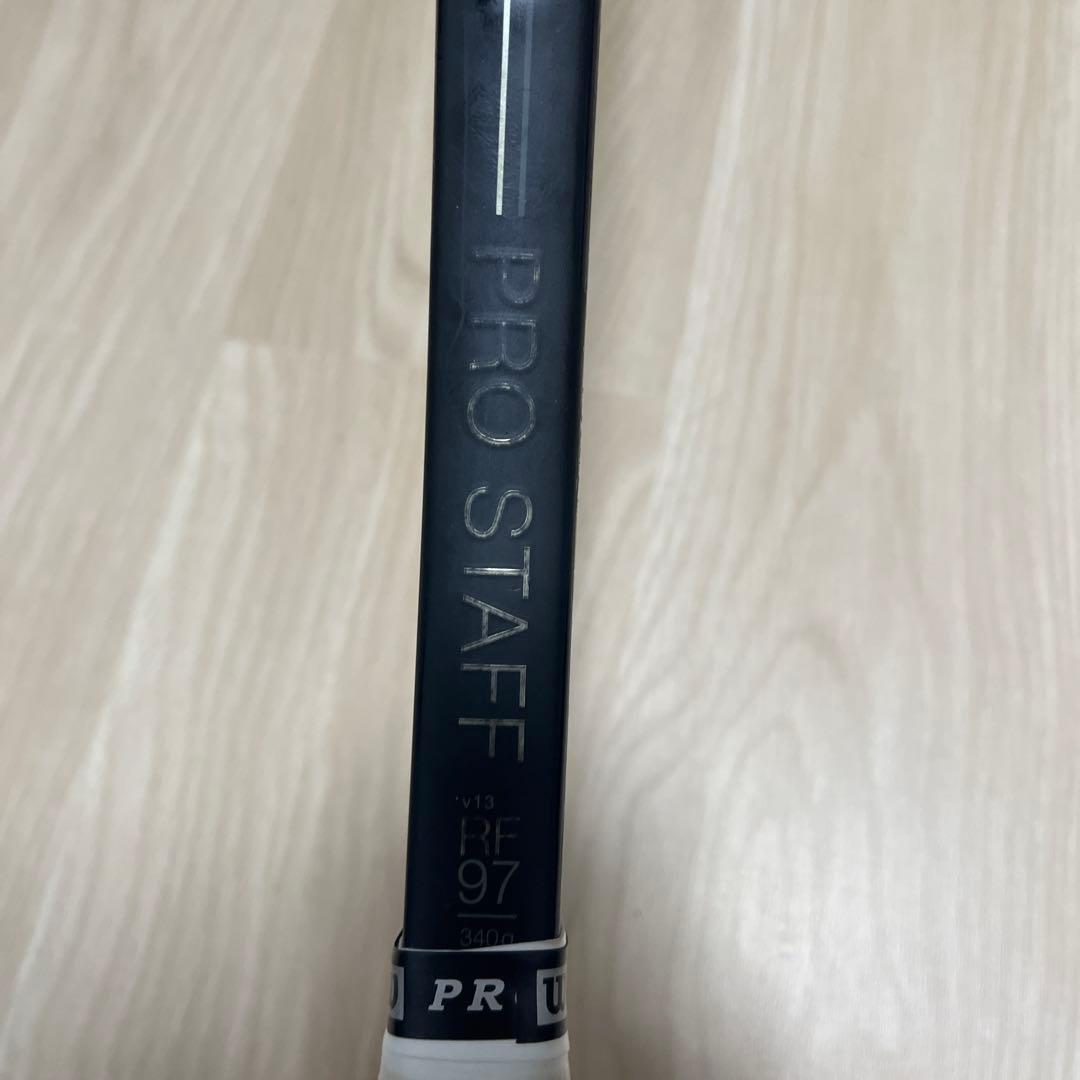 PRO STAFF
v13
RF
97
340g
PR
W